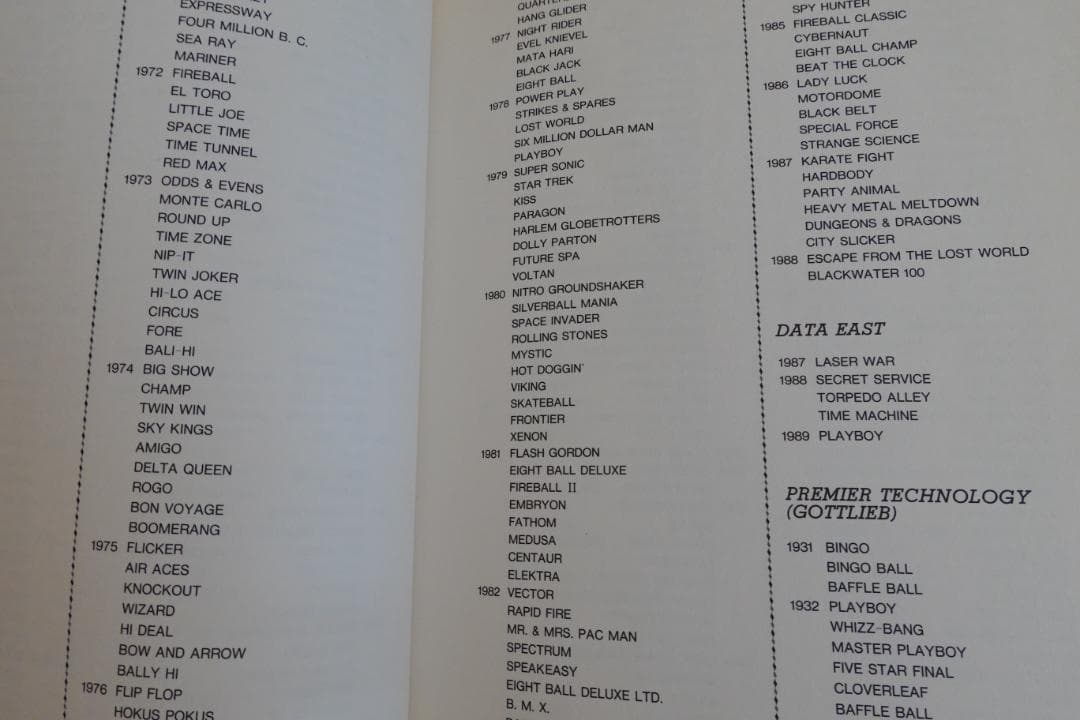 EXPRESSWAY
FOUR MILLION B. C.
SEA RAY
MARINER
1972 FIREBALL
EL TORO
LITTLE JOE
SPACE TIME
TIME TUNNEL
RED MAX
1973 ODDS & EVENS
MONTE CARLO
ROUND UP
TIME ZONE
NIP-IT
TWIN JOKER
HI-LO ACE
CIRCUS
FORE
BALI-HI
1974 BIG SHOW
CHAMP
TWIN WIN
SKY KINGS
AMIGO
DELTA QUEEN
ROGO
BON VOYAGE
BOOMERANG
1975 FLICKER
AIR ACES
KNOCKOUT
WIZARD
HI DEAL
BOW AND ARROW
BALLY HI
1976 FLIP FLOP
HOKUS POKUS
HANG GLIDER
1977 NIGHT RIDER
EVEL KNIEVEL
MATA HARI
BLACK JACK
EIGHT BALL
1978 POWER PLAY
STRIKES & SPARES
LOST WORLD
SIX MILLION DOLLAR MAN
PLAYBOY
1979 SUPER SONIC
STAR TREK
KISS
PARAGON
HARLEM GLOBETROTTERS
DOLLY PARTON
FUTURE SPA
VOLTAN
1980 NITRO GROUNDSHAKER
SILVERBALL MANIA
SPACE INVADER
ROLLING STONES
MYSTIC
HOT DOGGIN'
VIKING
SKATEBALL
FRONTIER
XENON
1981 FLASH GORDON
EIGHT BALL DELUXE
FIREBALL II
EMBRYON
FATHOM
MEDUSA
CENTAUR
ELEKTRA
1982 VECTOR
RAPID FIRE
MR. & MRS. PAC MAN
SPECTRUM
SPEAKEASY
EIGHT BALL DELUXE LTD.
B. M. X.
SPY HUNTER
1985 FIREBALL CLASSIC
CYBERNAUT
EIGHT BALL CHAMP
BEAT THE CLOCK
1986 LADY LUCK
MOTORDOME
BLACK BELT
SPECIAL FORCE
STRANGE SCIENCE
1987 KARATE FIGHT
HARDBODY
PARTY ANIMAL
HEAVY METAL MELTDOWN
DUNGEONS & DRAGONS
CITY SLICKER
1988 ESCAPE FROM THE LOST WORLD
BLACKWATER 100
DATA EAST
1987 LASER WAR
1988 SECRET SERVICE
TORPEDO ALLEY
TIME MACHINE
1989 PLAYBOY
PREMIER TECHNOLOGY
(GOTTLIEB)
1931 BINGO
BINGO BALL
BAFFLE BALL
1932 PLAYBOY
WHIZZ-BANG
MASTER PLAYBOY
FIVE STAR FINAL
CLOVERLEAF
BAFFLE BALL